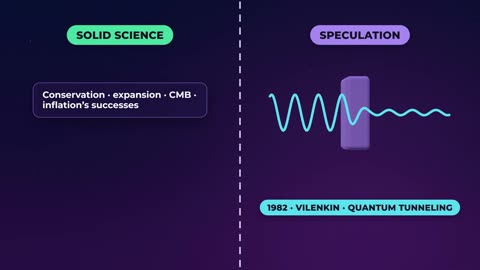 SOLID SCIENCE
Conservation · expansion · CMB ·
inflation's successes
SPECULATION
1982 · VILENKIN · QUANTUM TUNNELING